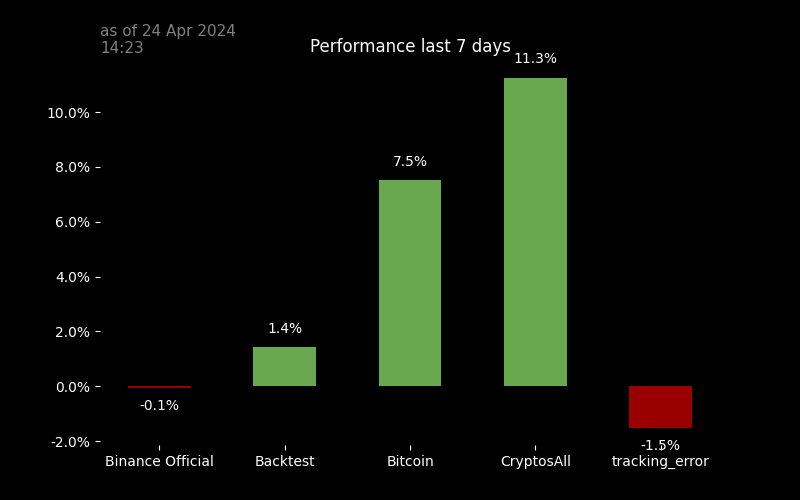 as of 24 Apr 2024
14:23
Performance last 7 days
11.3%
10.0%
8.0%
7.5%
6.0%
4.0%
2.0%
1.4%
0.0%
-0.1%
-2.0%
-1.5%
Binance Official
Backtest
Bitcoin
CryptosAll
tracking_error